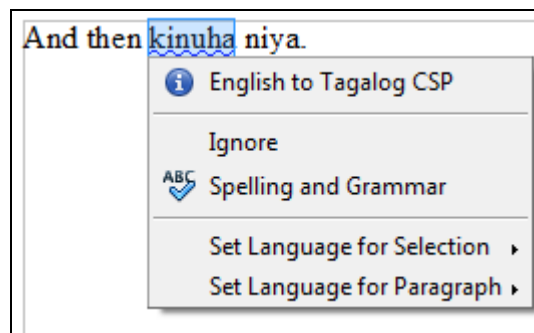 And then kinuha niya.
English to Tagalog CSP
Ignore
ABC Spelling and Grammar
Set Language for Selection
Set Language for Paragraph